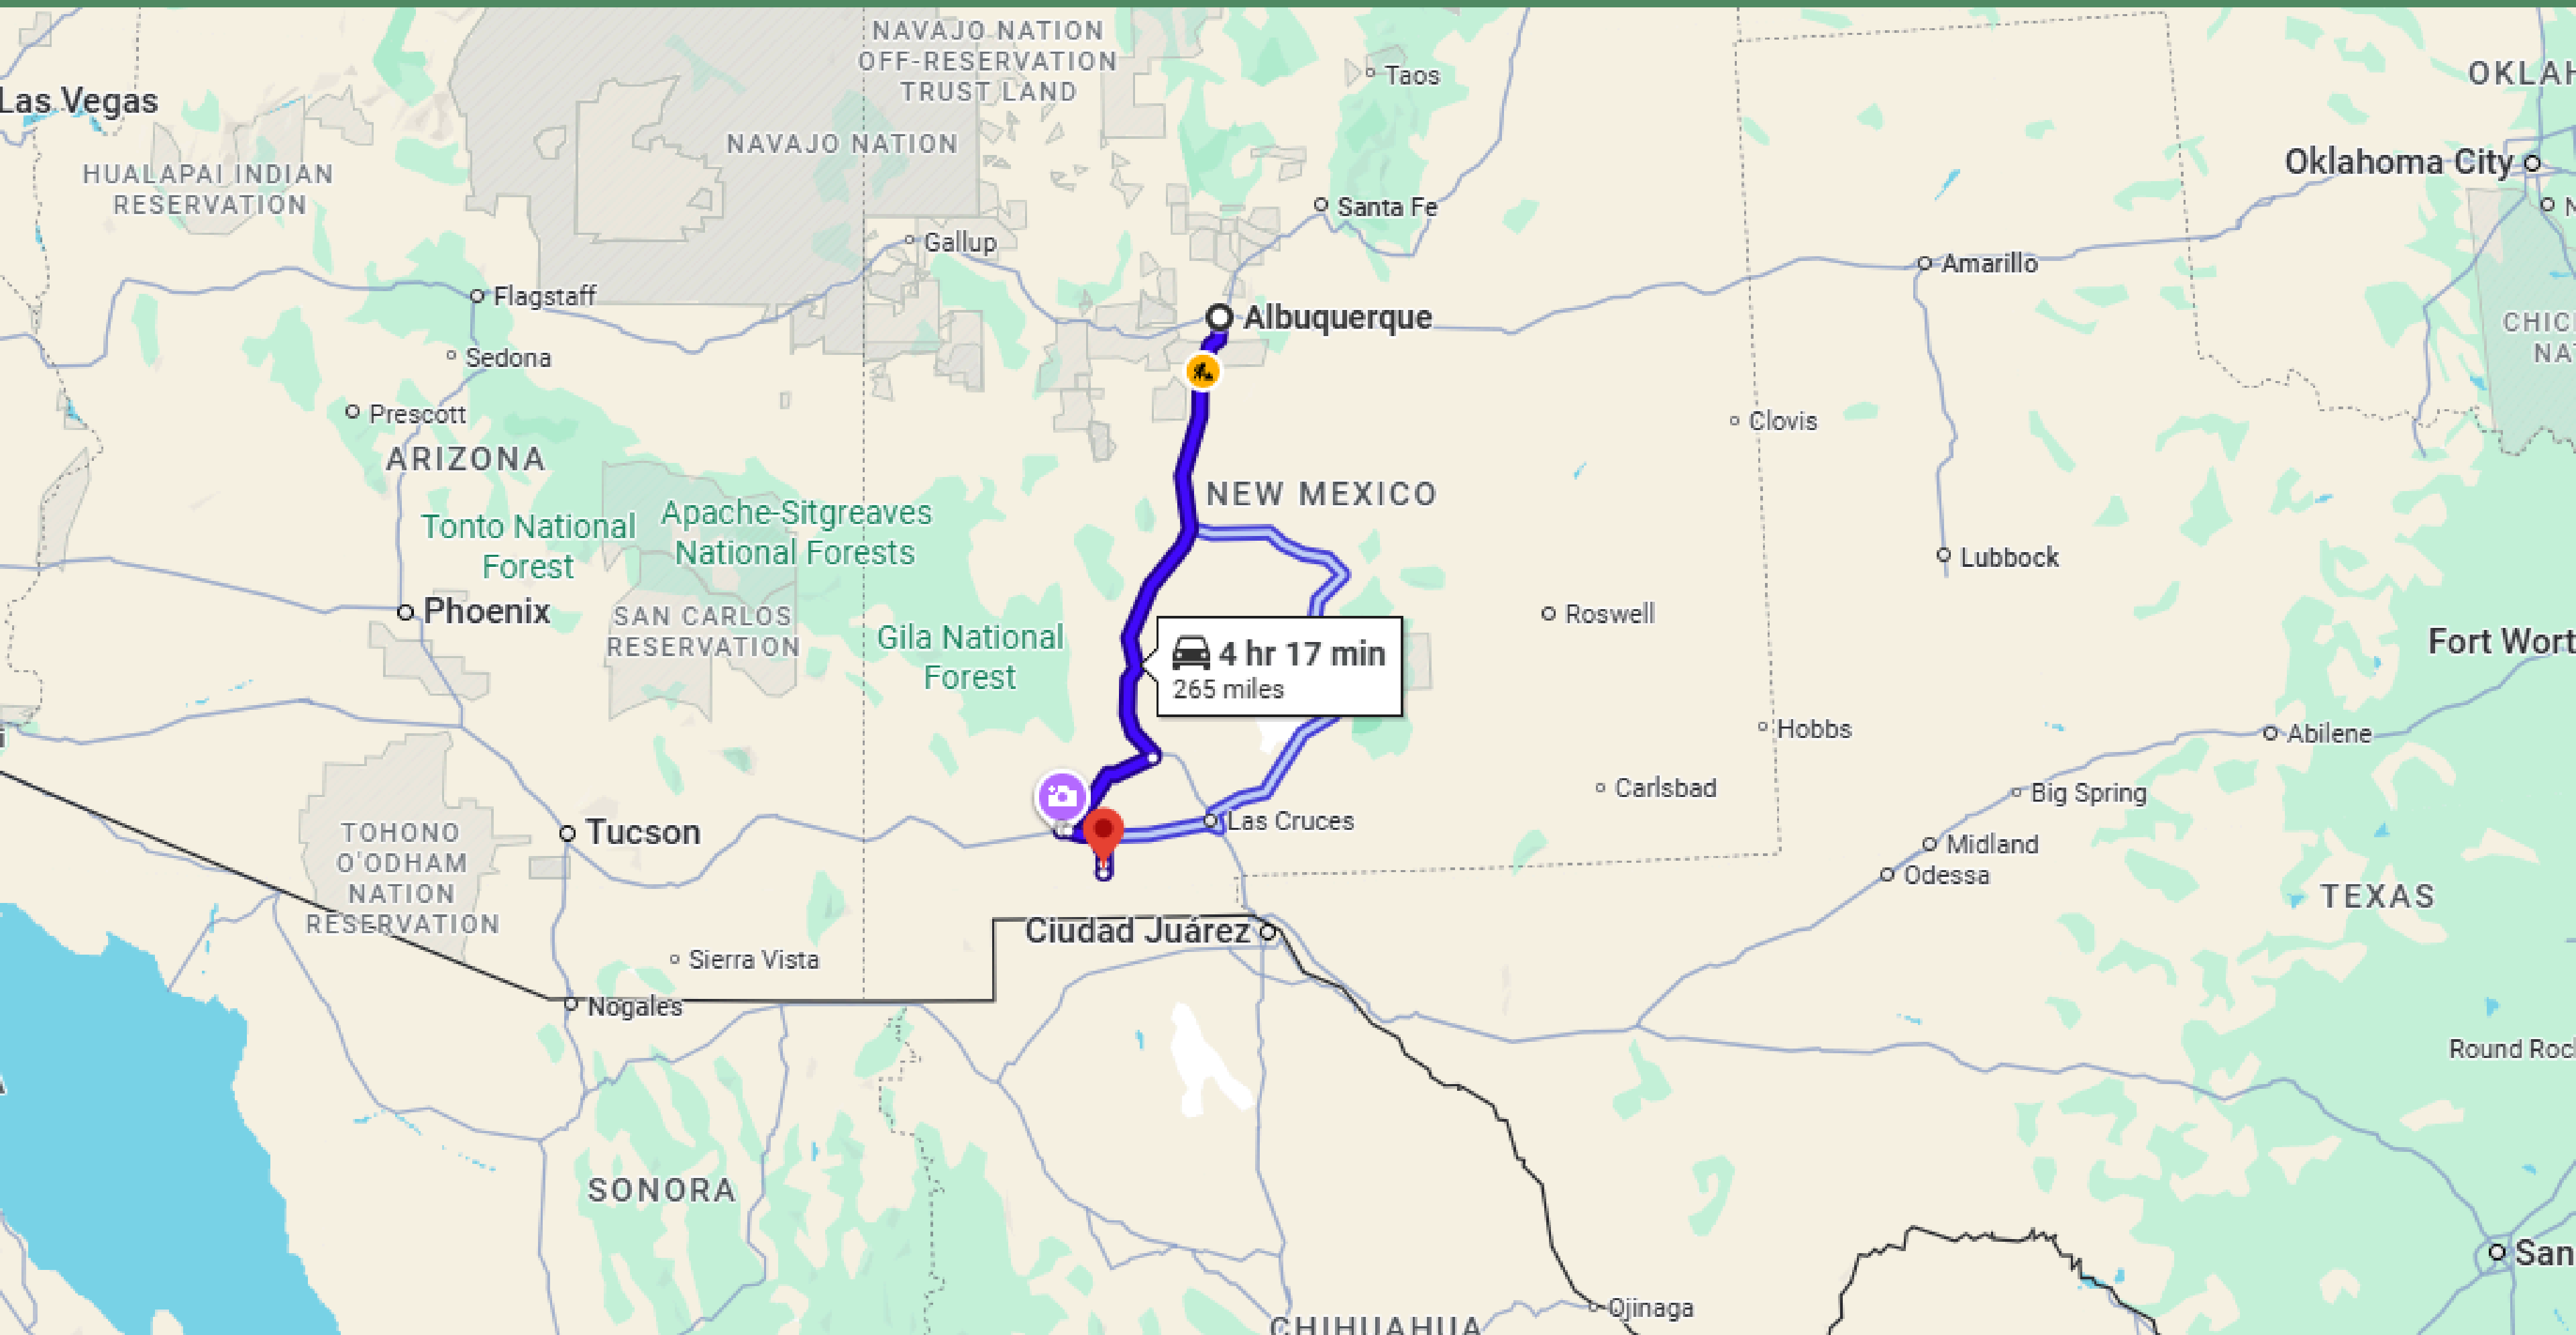 NAVAJO NATION
OFF-RESERVATION
TRUST LAND
Taos
OKLAH
Las Vegas
NAVAJO NATION
HUALAPAI INDIAN
RESERVATION
Oklahoma City
N
Santa Fe
Gallup
Amarillo
Flagstaff
Albuquerque
CHIC
NA
Sedona
Prescott
Clovis
ARIZONA
NEW MEXICO
Tonto National
Forest
Apache-Sitgreaves
National Forests
Lubbock
Phoenix
SAN CARLOS
RESERVATION
Roswell
Gila National
Forest
4 hr 17 min
265 miles
Fort Wort
Hobbs
Abilene
i
Carlsbad
Big Spring
Las Cruces
Tucson
TOHONO
O'ODHAM
NATION
RESERVATION
Midland
Odessa
TEXAS
Ciudad Juárez
Sierra Vista
Nogales
Round Roc
SONORA
San
Ojinaga
CHIHUAHUA